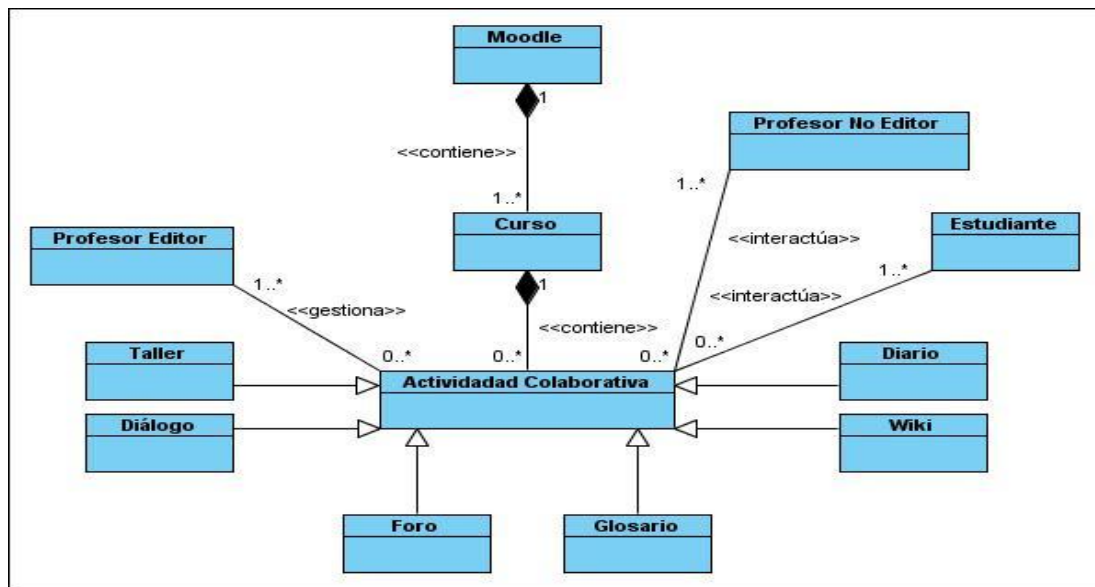 Moodle
1
<<contiene>>
1..*
Profesor No Editor
1..*
Curso
Profesor Editor
Estudiante
<<interactúa>>
1..*
1
1..*
<<interactúa>>
<<gestiona>>
<<contiene>>
0..*
0..*
0..*
0..*
Taller
Diario
Actividadad Colaborativa
Diálogo
Wiki
Foro
Glosario